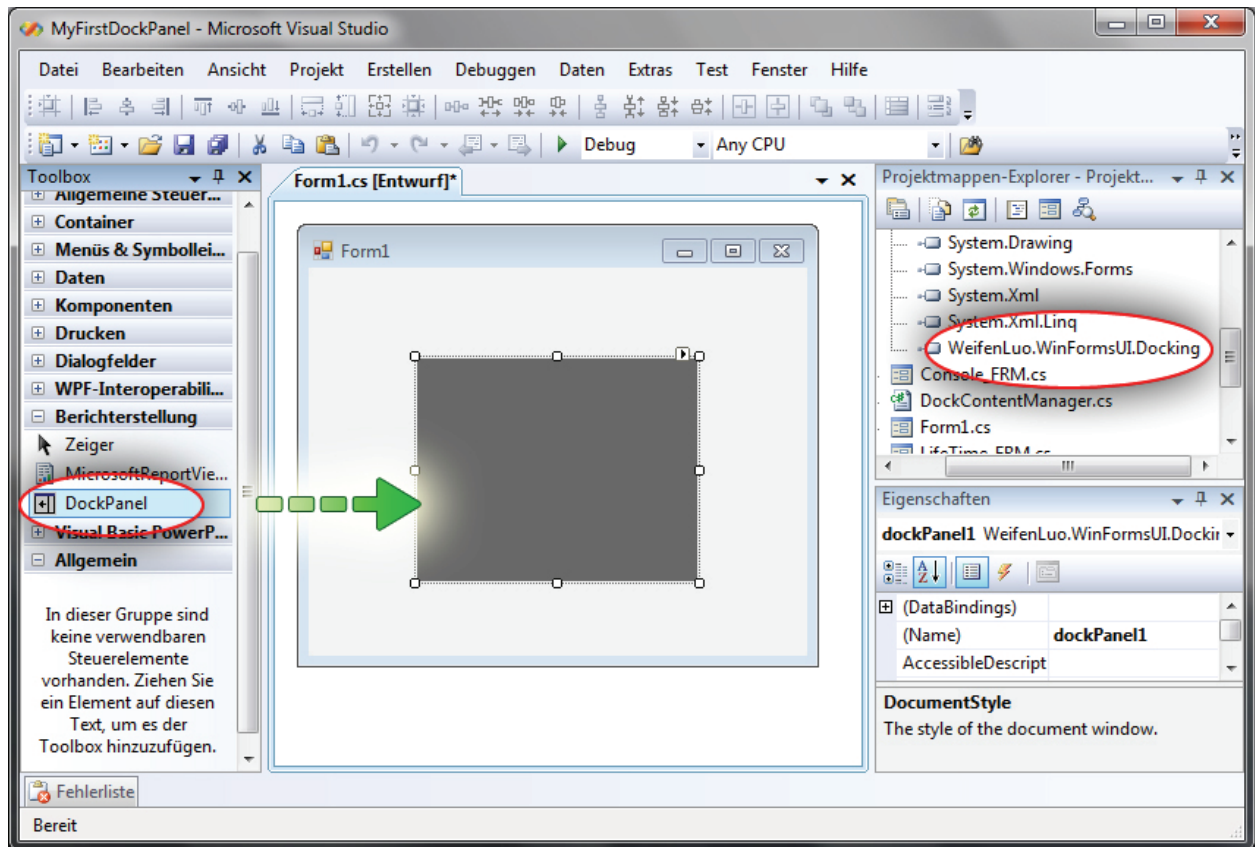 MyFirstDockPanel - Microsoft Visual Studio
Datei Bearbeiten Ansicht Projekt Erstellen Debuggen Daten Extras Test Fenster Hilfe
Debug Any CPU
Toolbox
Allgemeine Steuer...
Container
Menüs & Symbollei...
Daten
Komponenten
Drucken
Dialogfelder
WPF-Interoperabili...
Berichterstellung
Zeiger
MicrosoftReportVie...
DockPanel
Visual Basic PowerP...
Allgemein
In dieser Gruppe sind
keine verwendbaren
Steuerelemente
vorhanden. Ziehen Sie
ein Element auf diesen
Text, um es der
Toolbox hinzuzufügen.
Form1.cs [Entwurf]*
Form1
Projektmappen-Explorer - Projekt...
System.Drawing
System.Windows.Forms
System.Xml
System.Xml.Linq
WeifenLuo.WinFormsUI.Docking
Console_FRM.cs
DockContentManager.cs
Form1.cs
LifeTime_FRM.cs
Eigenschaften
dockPanel1 WeifenLuo.WinFormsUI.Dockin
(DataBindings)
(Name) dockPanel1
AccessibleDescript
DocumentStyle
The style of the document window.
Fehlerliste
Bereit